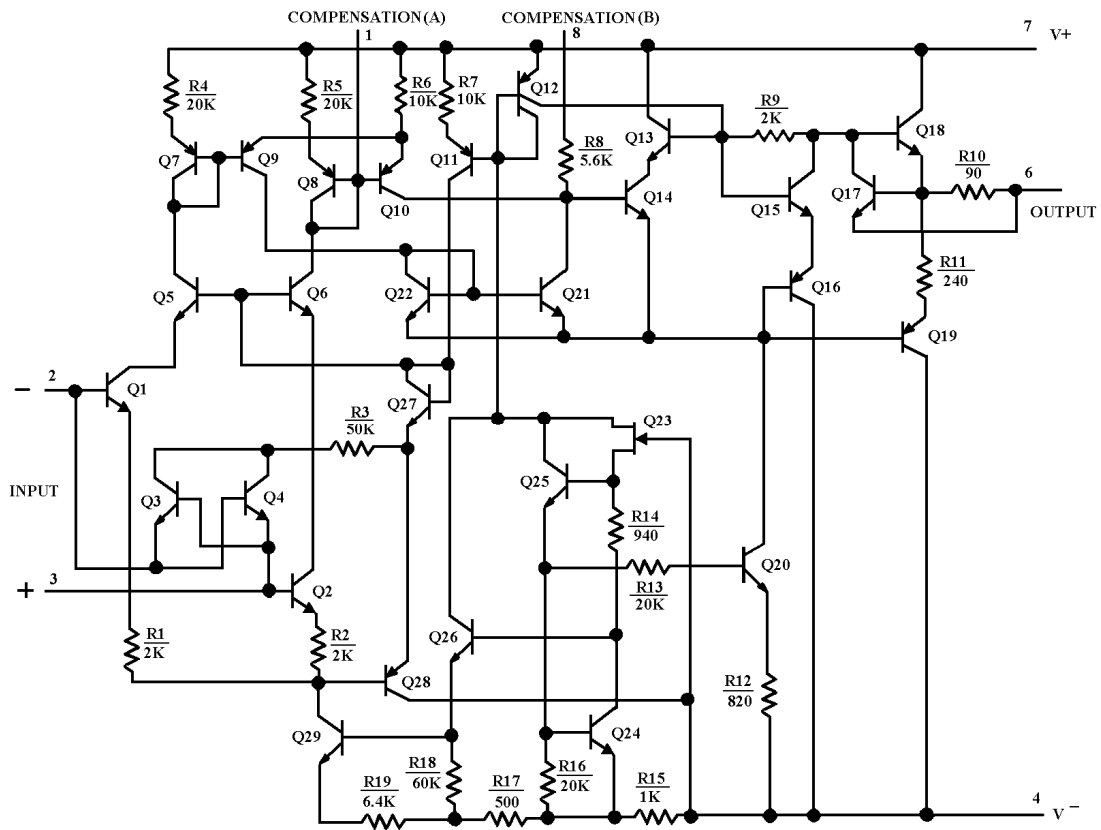 COMPENSATION (A)
COMPENSATION (B)
1
8
7
V+
R4
20K
R5
20K
R6
10K
R7
10K
Q12
R9
2K
Q7
Q9
Q8
Q10
Q11
R8
5.6K
Q13
Q14
Q18
Q17
Q15
R10
90
6
OUTPUT
Q5
Q6
Q22
Q21
Q16
R11
240
Q19
− 2
Q1
Q27
R3
50K
Q23
INPUT
Q3
Q4
Q25
R14
940
R13
20K
Q20
+ 3
Q2
R1
2K
R2
2K
Q26
Q28
R12
820
Q29
Q24
R18
60K
R16
20K
R19
6.4K
R17
500
R15
1K
4
V −